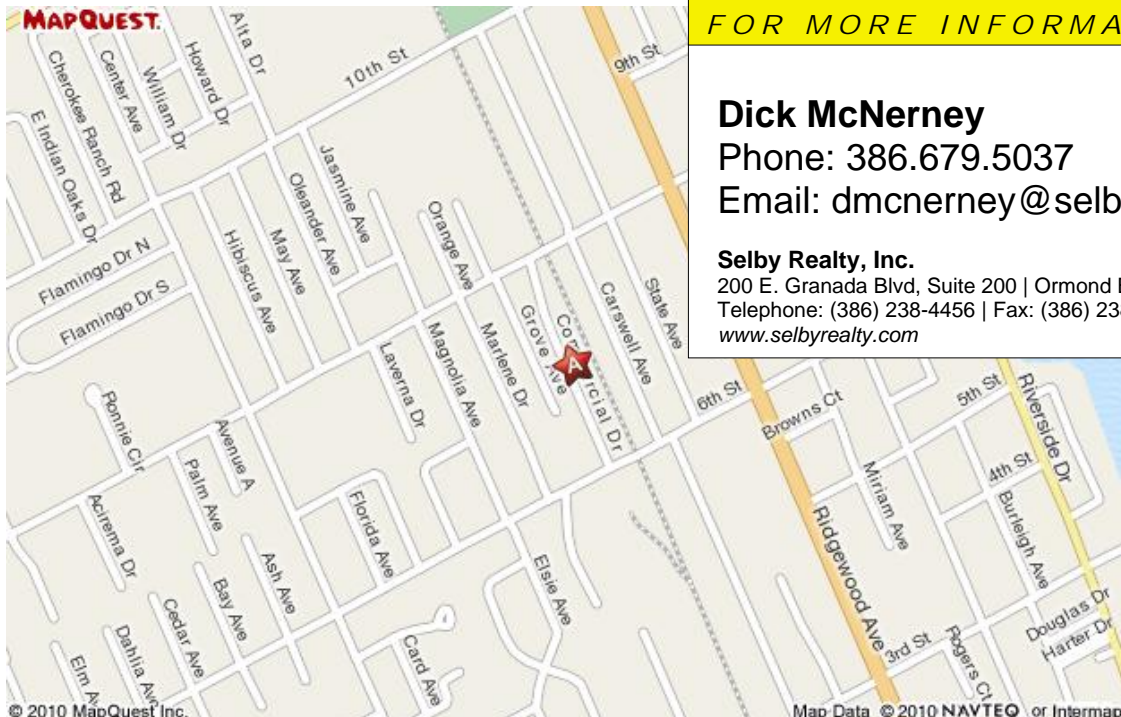 MAPQUEST.
FOR MORE INFORMA
Dick McNerney
Phone: 386.679.5037
Email: dmcnerney@selb
Selby Realty, Inc.
200 E. Granada Blvd, Suite 200 | Ormond B
Telephone: (386) 238-4456 | Fax: (386) 23
www.selbyrealty.com
Alta Dr
Howard Dr
William Dr
Center Ave
Cherokee Ranch Rd
E Indian Oaks Dr
10th St
9th St
Jasmine Ave
Oleander Ave
May Ave
Hibiscus Ave
Orange Ave
Flamingo Dr N
Flamingo Dr S
Magnolia Ave
Marlene Dr
Grove Ave
Carswell Ave
State Ave
A
Laverna Dr
6th St
Browns Ct
5th St
Riverside Dr
4th St
Ronnie Cir
Avenue A
Palm Ave
Acirema Dr
Florida Ave
Miriam Ave
Burleigh Ave
Ridgewood Ave
Ash Ave
Bay Ave
Cedar Ave
Dahlia Ave
Elm Av
Elsie Ave
Card Ave
3rd St
Rogers Ct
Douglas Dr
Harter Dr
© 2010 MapQuest Inc.
Map Data © 2010 NAVTEQ or Intermap